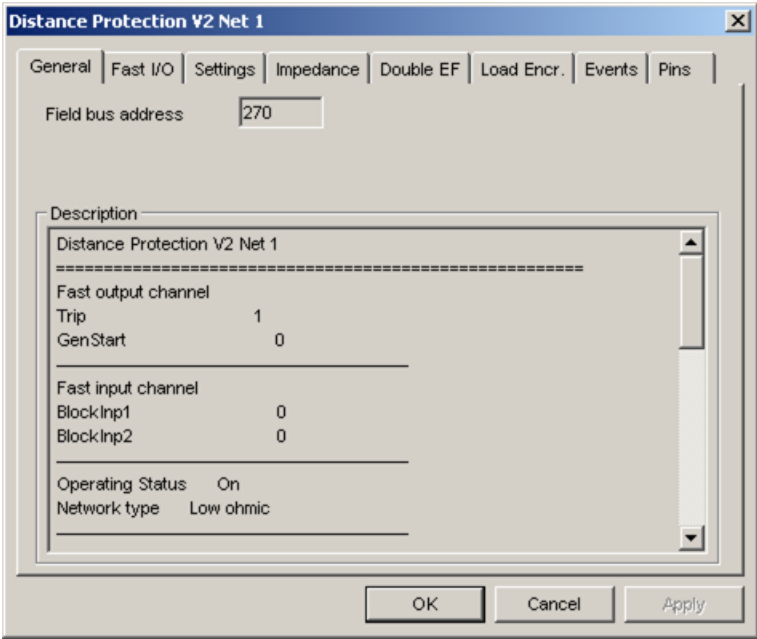 Distance Protection V2 Net 1
General Fast I/O Settings Impedance Double EF Load Encr. Events Pins
Field bus address 270
Description
Distance Protection V2 Net 1
=======================================================
Fast output channel
Trip 1
GenStart 0
Fast input channel
BlockInp1 0
BlockInp2 0
Operating Status On
Network type Low ohmic
OK Cancel Apply